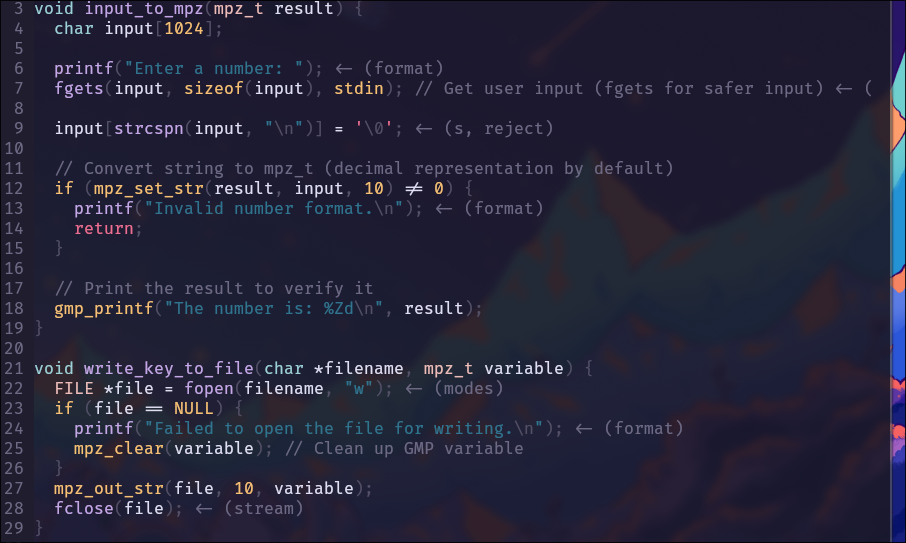 3 void input_to_mpz(mpz_t result) {
4   char input[1024];
5
6   printf("Enter a number: "); ← (format)
7   fgets(input, sizeof(input), stdin); // Get user input (fgets for safer input) ← (
8
9   input[strcspn(input, "\n")] = '\0'; ← (s, reject)
10
11   // Convert string to mpz_t (decimal representation by default)
12   if (mpz_set_str(result, input, 10) ≠ 0) {
13     printf("Invalid number format.\n"); ← (format)
14     return;
15   }
16
17   // Print the result to verify it
18   gmp_printf("The number is: %Zd\n", result);
19 }
20
21 void write_key_to_file(char *filename, mpz_t variable) {
22   FILE *file = fopen(filename, "w"); ← (modes)
23   if (file == NULL) {
24     printf("Failed to open the file for writing.\n"); ← (format)
25     mpz_clear(variable); // Clean up GMP variable
26   }
27   mpz_out_str(file, 10, variable);
28   fclose(file); ← (stream)
29 }